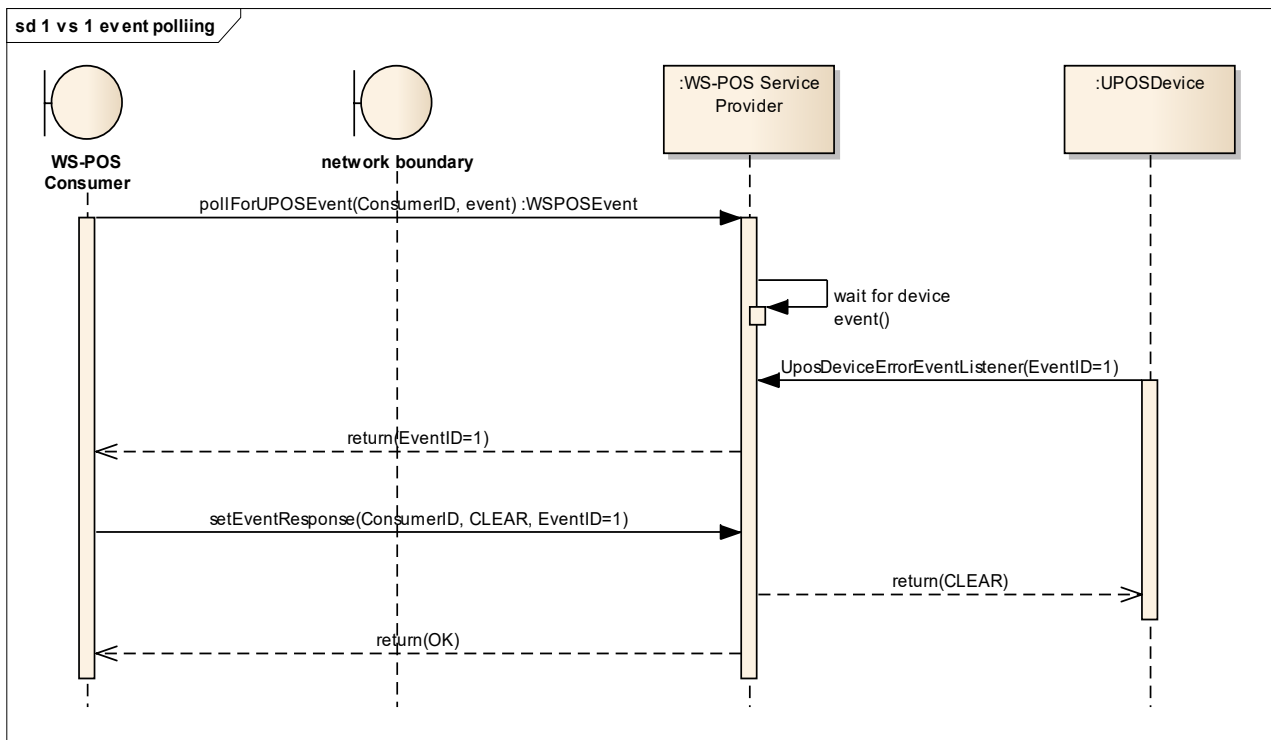 sd 1 vs 1 event polliing
:WS-POS Service
Provider
:UPOSDevice
WS-POS
Consumer
network boundary
pollForUPOSEvent(ConsumerID, event) :WSPOSEvent
wait for device
event()
UposDeviceErrorEventListener(EventID=1)
return(EventID=1)
setEventResponse(ConsumerID, CLEAR, EventID=1)
return(CLEAR)
return(OK)